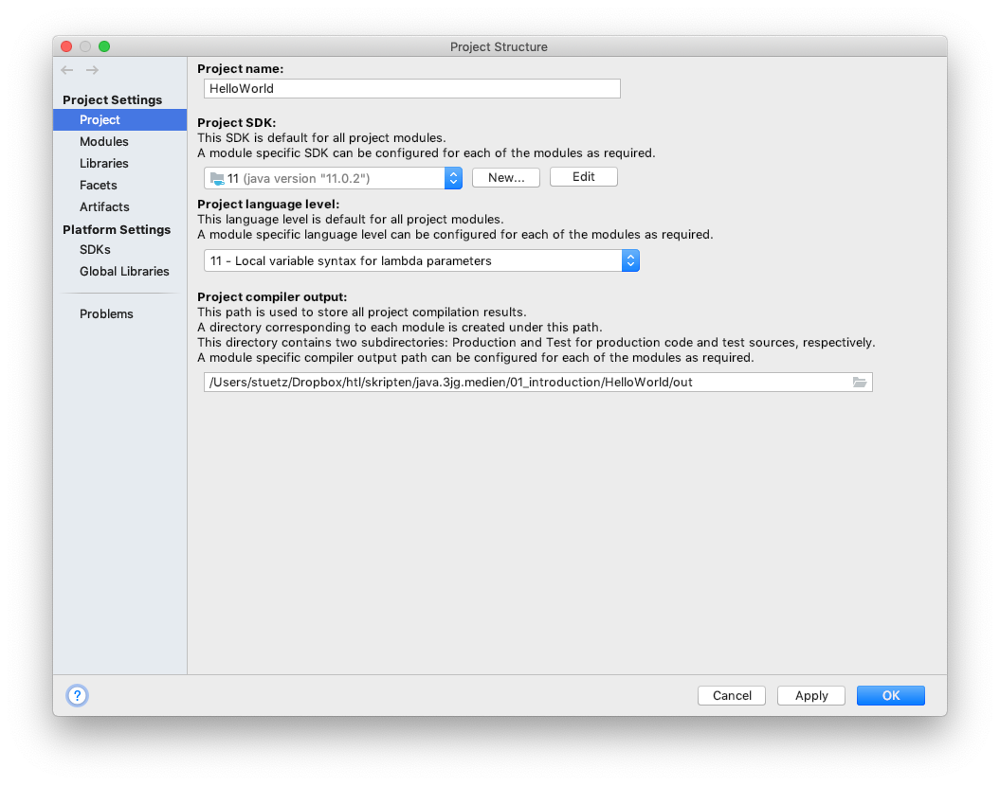 Project Structure
Project Settings
Project
Modules
Libraries
Facets
Artifacts
Platform Settings
SDKs
Global Libraries
Problems
Project name:
HelloWorld
Project SDK:
This SDK is default for all project modules.
A module specific SDK can be configured for each of the modules as required.
11 (java version "11.0.2")
New...
Edit
Project language level:
This language level is default for all project modules.
A module specific language level can be configured for each of the modules as required.
11 - Local variable syntax for lambda parameters
Project compiler output:
This path is used to store all project compilation results.
A directory corresponding to each module is created under this path.
This directory contains two subdirectories: Production and Test for production code and test sources, respectively.
A module specific compiler output path can be configured for each of the modules as required.
/Users/stuetz/Dropbox/htl/skripten/java.3jg.medien/01_introduction/HelloWorld/out
?
Cancel
Apply
OK